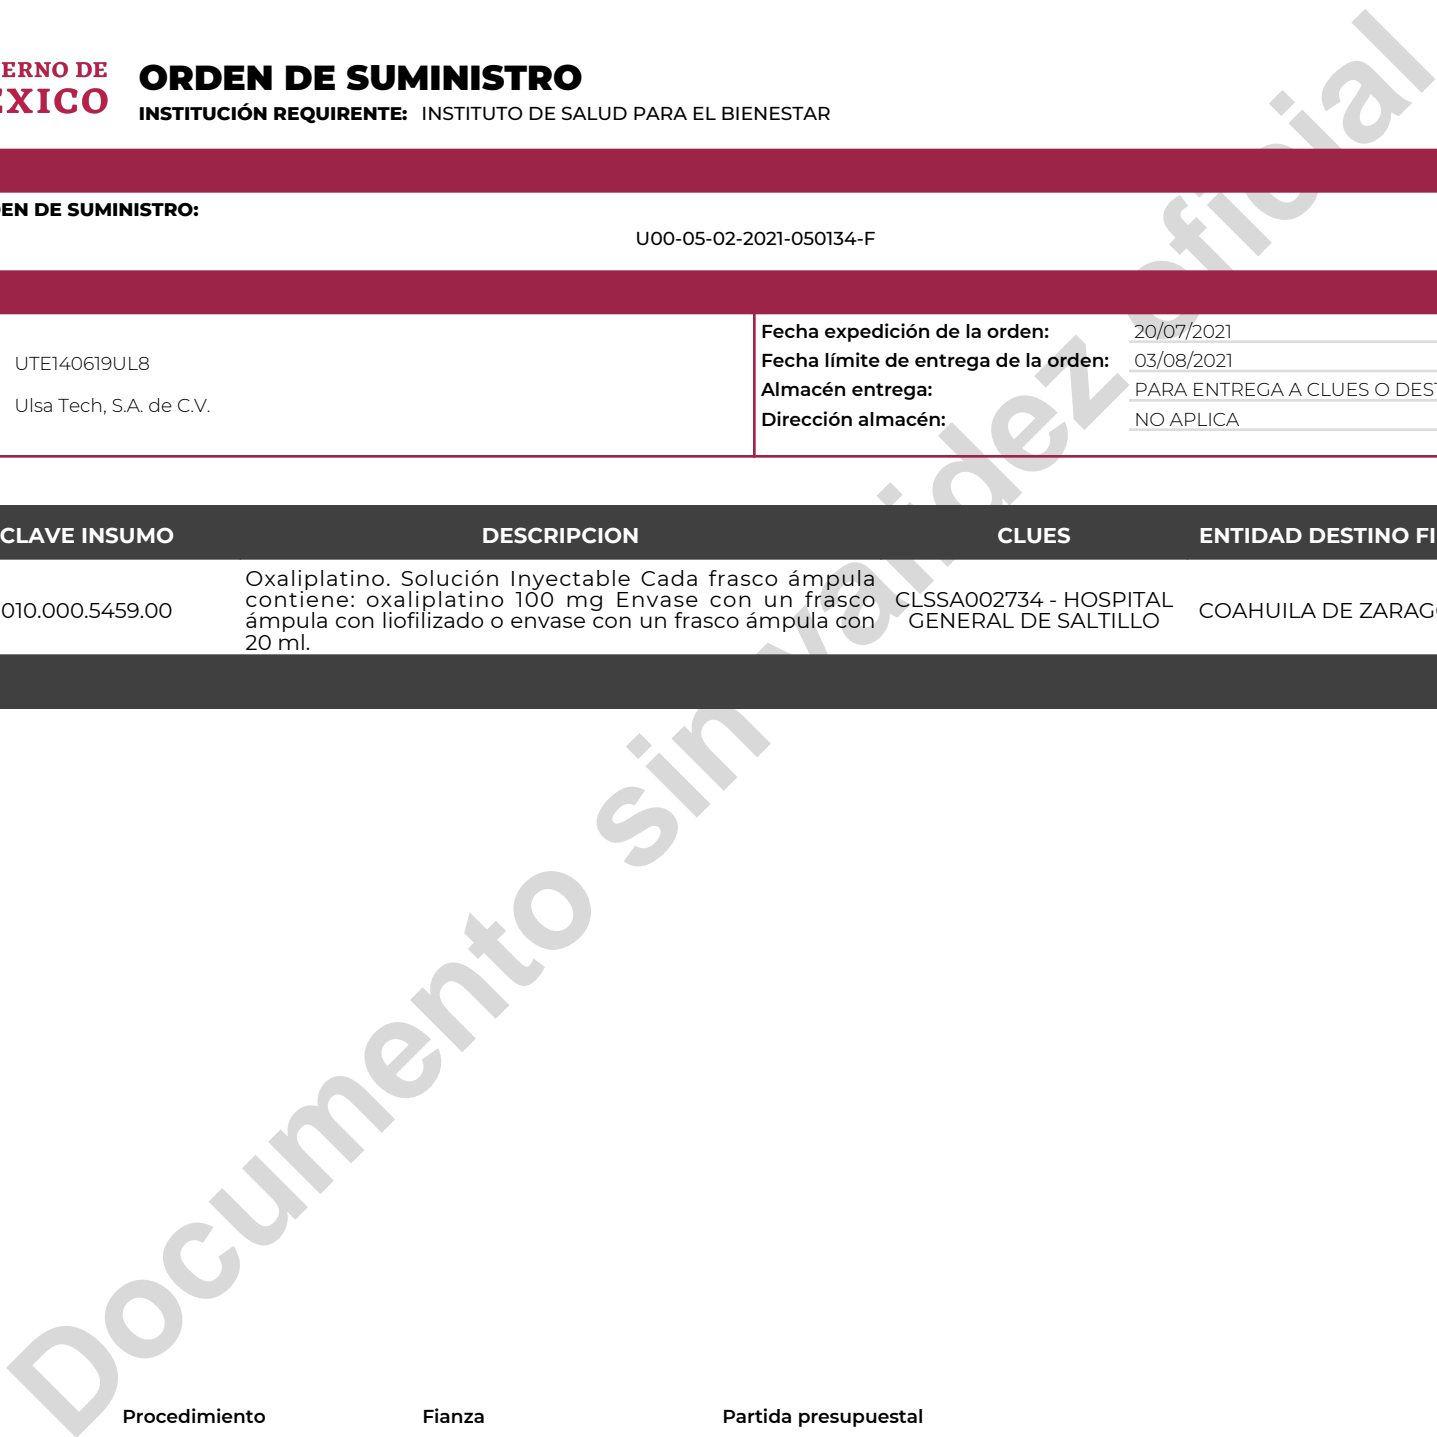 ERNO DE
EXICO
ORDEN DE SUMINISTRO
INSTITUCIÓN REQUIRENTE: INSTITUTO DE SALUD PARA EL BIENESTAR
EN DE SUMINISTRO:
U00-05-02-2021-050134-F
UTE140619UL8
Ulsa Tech, S.A. de C.V.
Fecha expedición de la orden: 20/07/2021
Fecha límite de entrega de la orden: 03/08/2021
Almacén entrega: PARA ENTREGA A CLUES O DEST
Dirección almacén: NO APLICA
CLAVE INSUMO DESCRIPCION CLUES ENTIDAD DESTINO FI
010.000.5459.00
Oxaliplatino. Solución Inyectable Cada frasco ámpula
contiene: oxaliplatino 100 mg Envase con un frasco
ámpula con liofilizado o envase con un frasco ámpula con
20 ml.
CLSSA002734 - HOSPITAL
GENERAL DE SALTILLO
COAHUILA DE ZARAGO
Documento sin validez oficial
Procedimiento Fianza Partida presupuestal